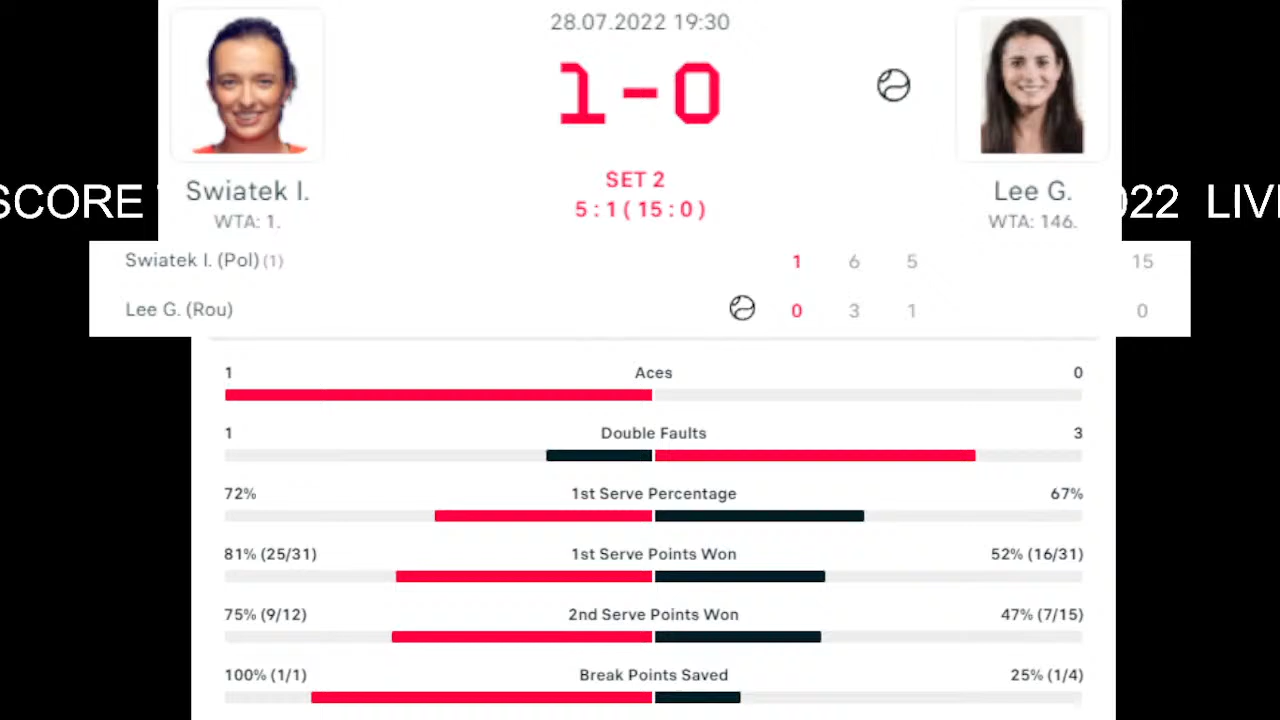 28.07.2022 19:30
1-0
SET 2
5 : 1 ( 15 : 0 )
Swiatek I.
WTA: 1.
Lee G.
WTA: 146.
SCORE
022 LIV
Swiatek I. (Pol) (1) 1 6 5 15
Lee G. (Rou) 0 3 1 0
1 Aces 0
1 Double Faults 3
72% 1st Serve Percentage 67%
81% (25/31) 1st Serve Points Won 52% (16/31)
75% (9/12) 2nd Serve Points Won 47% (7/15)
100% (1/1) Break Points Saved 25% (1/4)